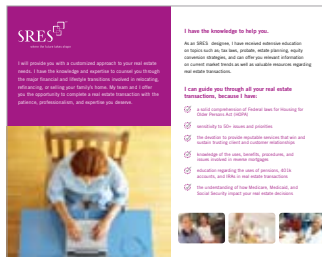 SRES
I will provide you with a customized approach to your real estate
needs. I have the knowledge and expertise to counsel you through
the major financial and lifestyle transitions involved in relocating,
refinancing, or selling your family's home. My team and I offer
you the opportunity to complete a real estate transaction with the
patience, professionalism, and expertise you deserve.
I have the knowledge to help you.
As an SRES designee, I have received extensive education
on topics such as; tax laws, probate, estate planning, equity
conversion strategies, and can offer you relevant information
on current market trends as well as valuable resources regarding
real estate transactions.
I can guide you through all your real estate
transactions, because I have:
a solid comprehension of Federal laws for Housing for
Older Persons Act (HOPA)
sensitivity to 50+ issues and priorities
the devotion to provide reputable services that win and
sustain trusting client and customer relationships
knowledge of the uses, benefits, procedures, and
issues involved in reverse mortgages
education regarding the uses of pensions, 401k
accounts, and IRAs in real estate transactions
the understanding of how Medicare, Medicaid, and
Social Security impact your real estate decisions